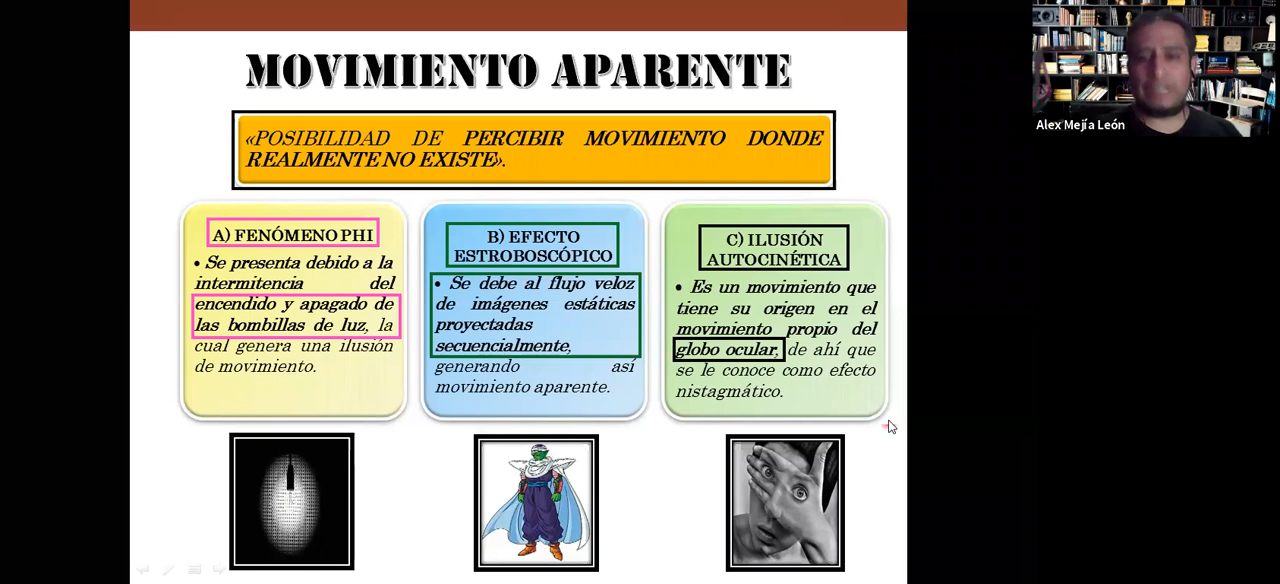 MOVIMIENTO APARENTE
«POSIBILIDAD DE PERCIBIR MOVIMIENTO DONDE
REALMENTE NO EXISTE».
A) FENÓMENO PHI
• Se presenta debido a la
intermitencia del
encendido y apagado de
las bombillas de luz, la
cual genera una ilusión
de movimiento.
B) EFECTO
ESTROBOSCÓPICO
• Se debe al flujo veloz
de imágenes estáticas
proyectadas
secuencialmente,
generando así
movimiento aparente.
C) ILUSIÓN
AUTOCINÉTICA
• Es un movimiento que
tiene su origen en el
movimiento propio del
globo ocular, de ahí que
se le conoce como efecto
nistagmático.
Alex Mejía León